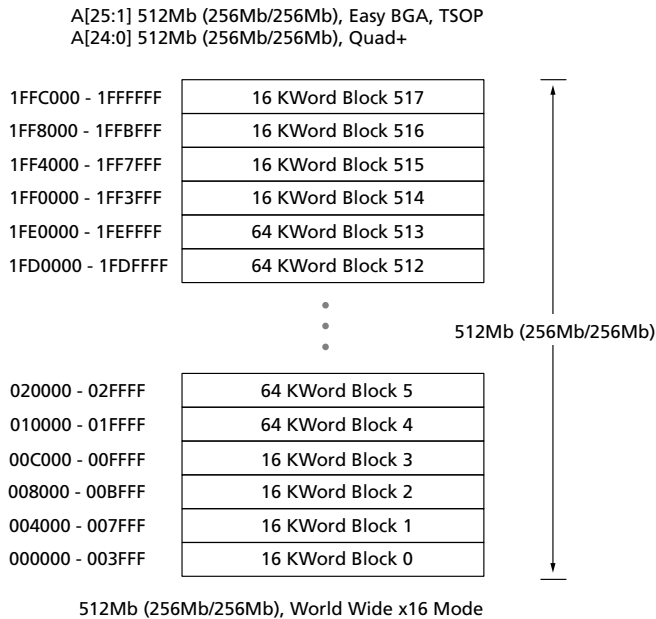 A[25:1] 512Mb (256Mb/256Mb), Easy BGA, TSOP
A[24:0] 512Mb (256Mb/256Mb), Quad+
1FFC000 - 1FFFFFF 16 KWord Block 517
1FF8000 - 1FFBFFF 16 KWord Block 516
1FF4000 - 1FF7FFF 16 KWord Block 515
1FF0000 - 1FF3FFF 16 KWord Block 514
1FE0000 - 1FEFFFF 64 KWord Block 513
1FD0000 - 1FDFFFF 64 KWord Block 512
512Mb (256Mb/256Mb)
020000 - 02FFFF 64 KWord Block 5
010000 - 01FFFF 64 KWord Block 4
00C000 - 00FFFF 16 KWord Block 3
008000 - 00BFFF 16 KWord Block 2
004000 - 007FFF 16 KWord Block 1
000000 - 003FFF 16 KWord Block 0
512Mb (256Mb/256Mb), World Wide x16 Mode